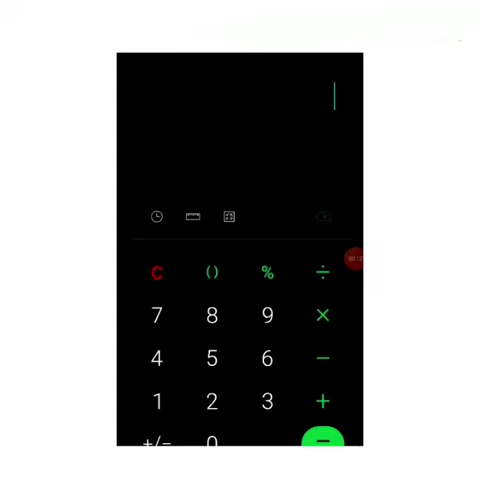 C () % ÷
7 8 9 ×
4 5 6 −
1 2 3 +
+/− 0 =